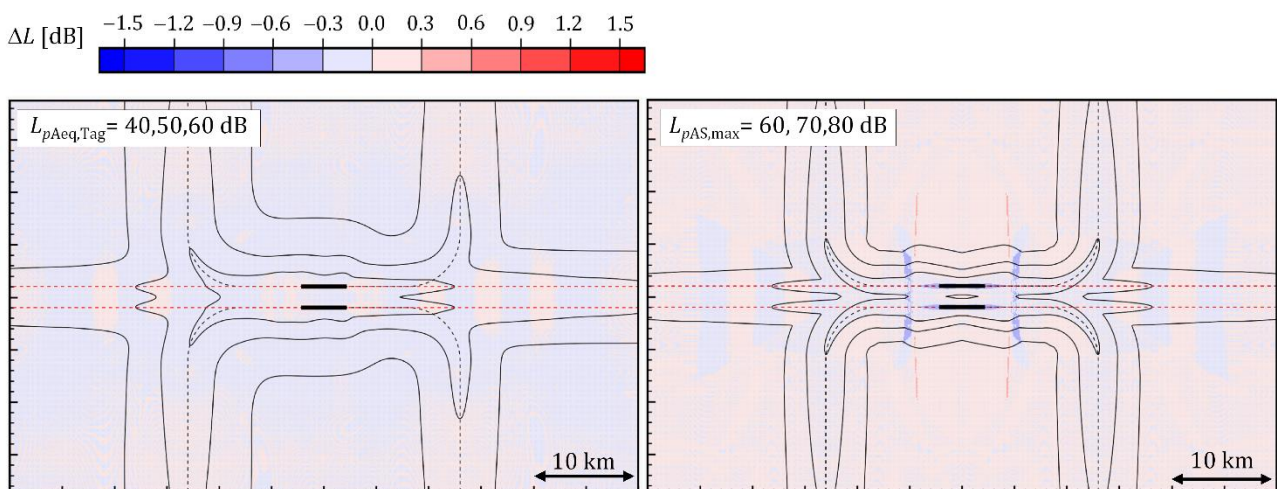 ΔL [dB]
−1.5 −1.2 −0.9 −0.6 −0.3 0.0 0.3 0.6 0.9 1.2 1.5
LpAeq,Tag= 40,50,60 dB
LpAS,max= 60, 70,80 dB
10 km
10 km